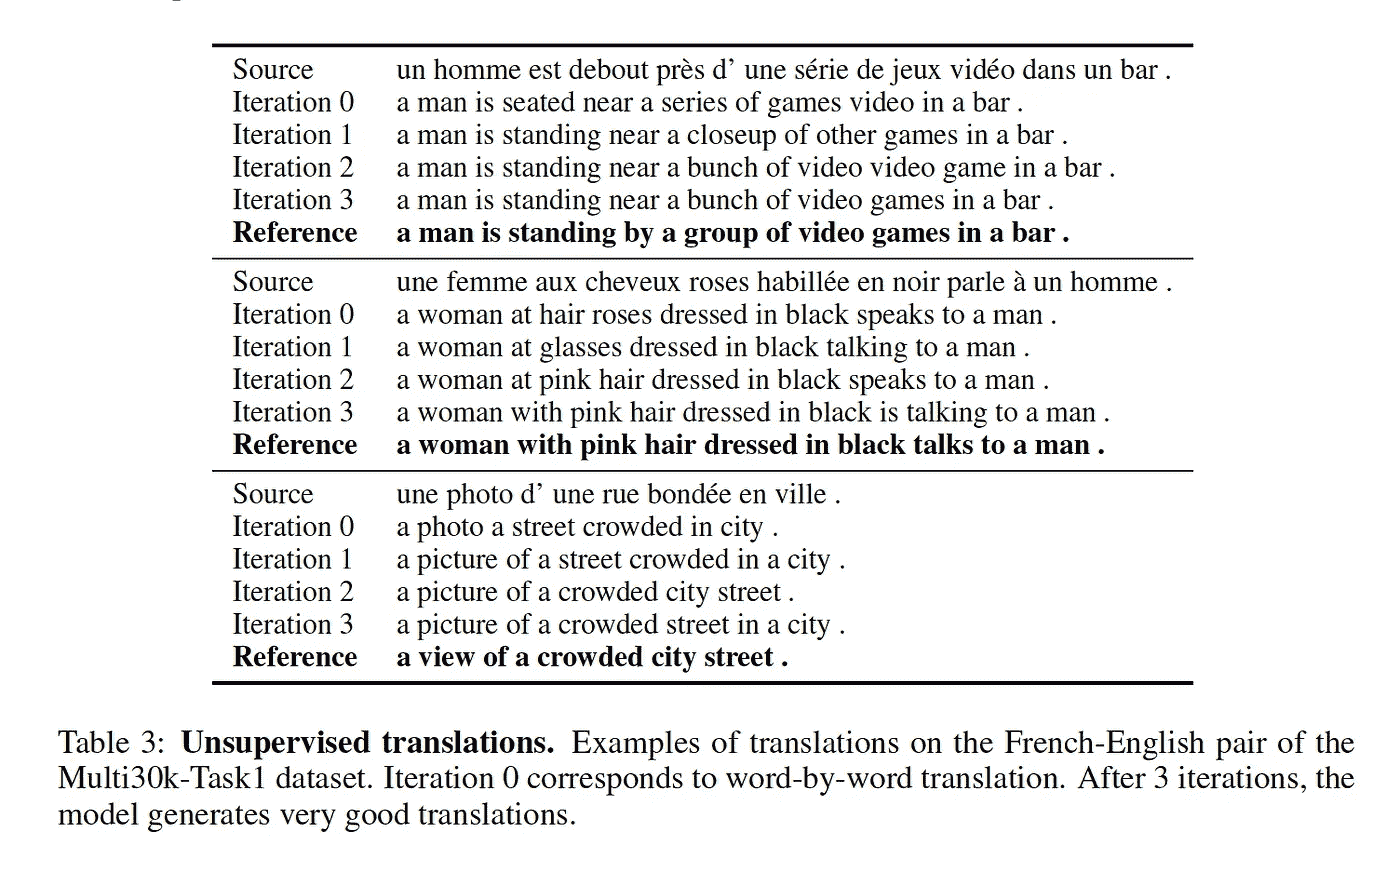 Source un homme est debout près d' une série de jeux vidéo dans un bar .
Iteration 0 a man is seated near a series of games video in a bar .
Iteration 1 a man is standing near a closeup of other games in a bar .
Iteration 2 a man is standing near a bunch of video video game in a bar .
Iteration 3 a man is standing near a bunch of video games in a bar .
Reference a man is standing by a group of video games in a bar .
Source une femme aux cheveux roses habillée en noir parle à un homme .
Iteration 0 a woman at hair roses dressed in black speaks to a man .
Iteration 1 a woman at glasses dressed in black talking to a man .
Iteration 2 a woman at pink hair dressed in black speaks to a man .
Iteration 3 a woman with pink hair dressed in black is talking to a man .
Reference a woman with pink hair dressed in black talks to a man .
Source une photo d' une rue bondée en ville .
Iteration 0 a photo a street crowded in city .
Iteration 1 a picture of a street crowded in a city .
Iteration 2 a picture of a crowded city street .
Iteration 3 a picture of a crowded street in a city .
Reference a view of a crowded city street .
Table 3: Unsupervised translations. Examples of translations on the French-English pair of the
Multi30k-Task1 dataset. Iteration 0 corresponds to word-by-word translation. After 3 iterations, the
model generates very good translations.